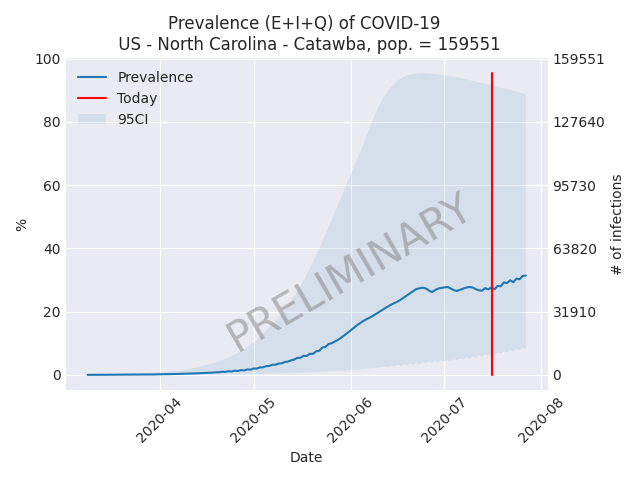 Prevalence (E+I+Q) of COVID-19
US - North Carolina - Catawba, pop. = 159551
100
80
60
40
20
0
%
159551
127640
95730
63820
31910
0
# of infections
Prevalence
Today
95CI
PRELIMINARY
2020-04
2020-05
2020-06
2020-07
2020-08
Date